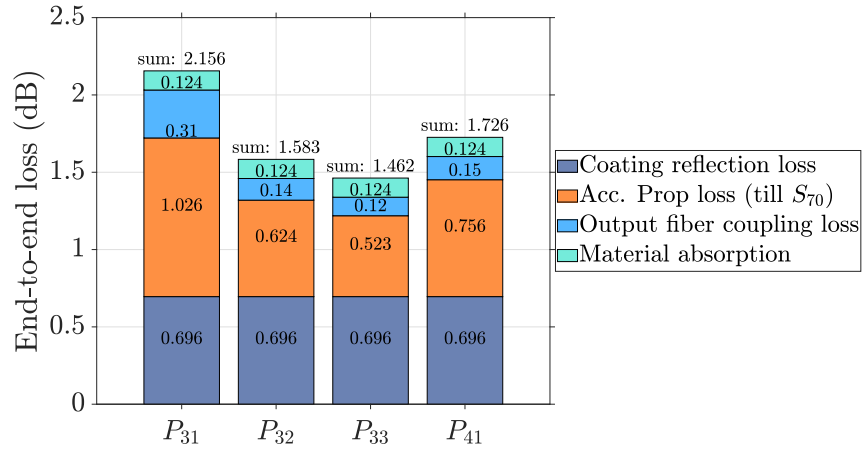 2.5
2
1.5
1
0.5
0
End-to-end loss (dB)
sum: 2.156
0.124
0.31
1.026
0.696
sum: 1.583
0.124
0.14
0.624
0.696
sum: 1.462
0.124
0.12
0.523
0.696
sum: 1.726
0.124
0.15
0.756
0.696
P31
P32
P33
P41
Coating reflection loss
Acc. Prop loss (till S70)
Output fiber coupling loss
Material absorption